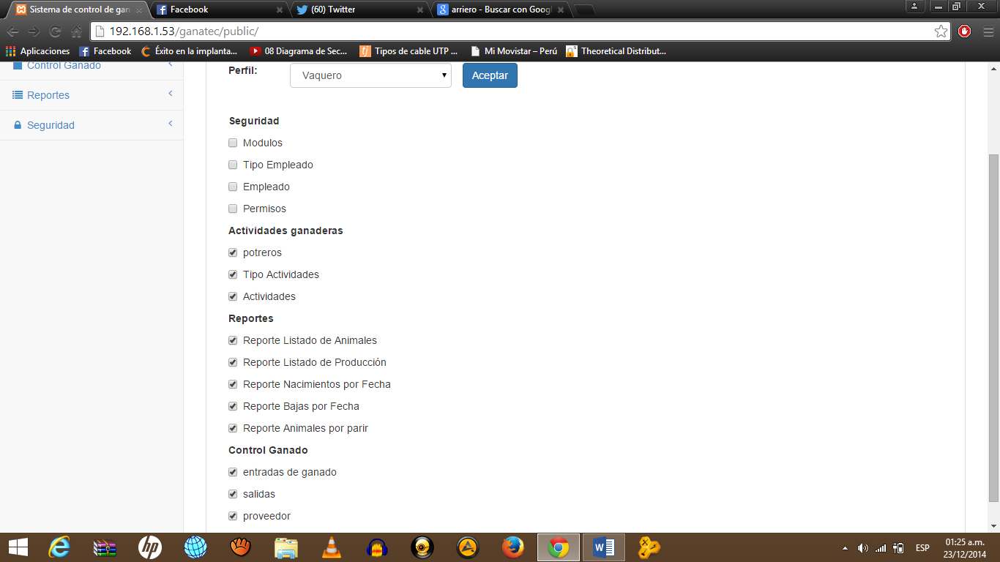 Sistema de control de gan
Facebook
(60) Twitter
arriero - Buscar con Googl
192.168.1.53/ganatec/public/
Aplicaciones
Facebook
Éxito en la implanta...
08 Diagrama de Sec...
Tipos de cable UTP ...
Mi Movistar – Perú
Theoretical Distribut...
Control Ganado
Reportes
Seguridad
Perfil:
Vaquero
Aceptar
Seguridad
Modulos
Tipo Empleado
Empleado
Permisos
Actividades ganaderas
potreros
Tipo Actividades
Actividades
Reportes
Reporte Listado de Animales
Reporte Listado de Producción
Reporte Nacimientos por Fecha
Reporte Bajas por Fecha
Reporte Animales por parir
Control Ganado
entradas de ganado
salidas
proveedor
ESP
01:25 a.m.
23/12/2014